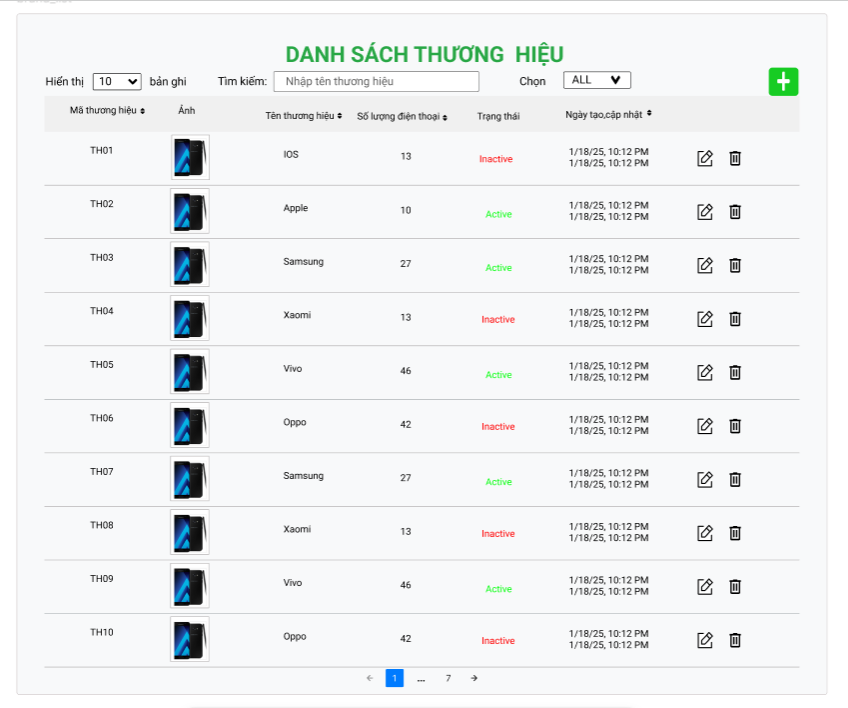 DANH SÁCH THƯƠNG HIỆU
Hiển thị 10 bản ghi Tìm kiếm: Nhập tên thương hiệu Chọn ALL
Mã thương hiệu Ảnh Tên thương hiệu Số lượng điện thoại Trạng thái Ngày tạo,cập nhật
TH01 IOS 13 Inactive 1/18/25, 10:12 PM
1/18/25, 10:12 PM
TH02 Apple 10 Active 1/18/25, 10:12 PM
1/18/25, 10:12 PM
TH03 Samsung 27 Active 1/18/25, 10:12 PM
1/18/25, 10:12 PM
TH04 Xaomi 13 Inactive 1/18/25, 10:12 PM
1/18/25, 10:12 PM
TH05 Vivo 46 Active 1/18/25, 10:12 PM
1/18/25, 10:12 PM
TH06 Oppo 42 Inactive 1/18/25, 10:12 PM
1/18/25, 10:12 PM
TH07 Samsung 27 Active 1/18/25, 10:12 PM
1/18/25, 10:12 PM
TH08 Xaomi 13 Inactive 1/18/25, 10:12 PM
1/18/25, 10:12 PM
TH09 Vivo 46 Active 1/18/25, 10:12 PM
1/18/25, 10:12 PM
TH10 Oppo 42 Inactive 1/18/25, 10:12 PM
1/18/25, 10:12 PM
← 1 ... 7 →